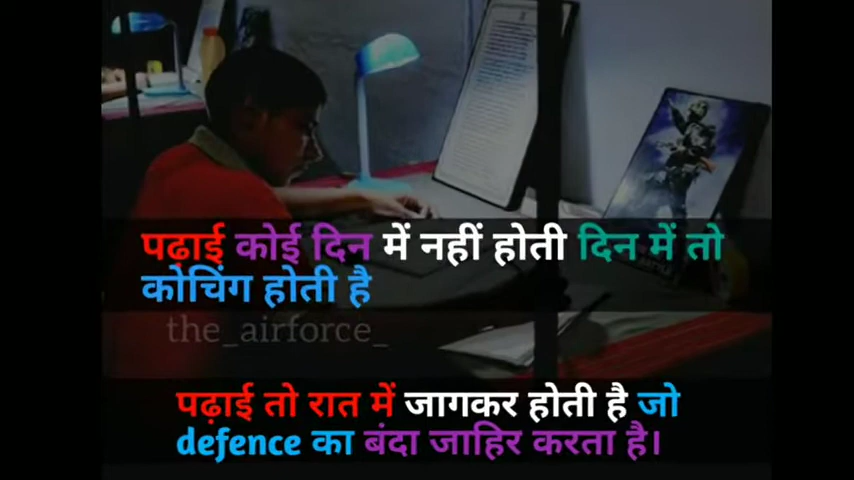 पढ़ाई कोई दिन में नहीं होती दिन में तो
कोचिंग होती है
the_airforce_
पढ़ाई तो रात में जागकर होती है जो
defence का बंदा जाहिर करता है।